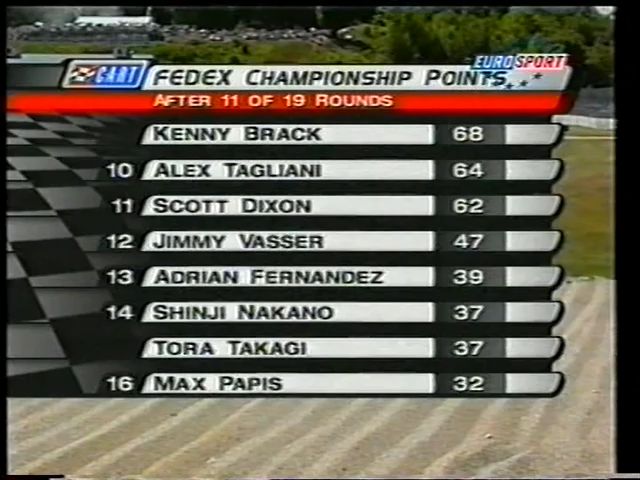 EUROSPORT
CART FEDEX CHAMPIONSHIP POINTS
AFTER 11 OF 19 ROUNDS
KENNY BRACK 68
10 ALEX TAGLIANI 64
11 SCOTT DIXON 62
12 JIMMY VASSER 47
13 ADRIAN FERNANDEZ 39
14 SHINJI NAKANO 37
TORA TAKAGI 37
16 MAX PAPIS 32